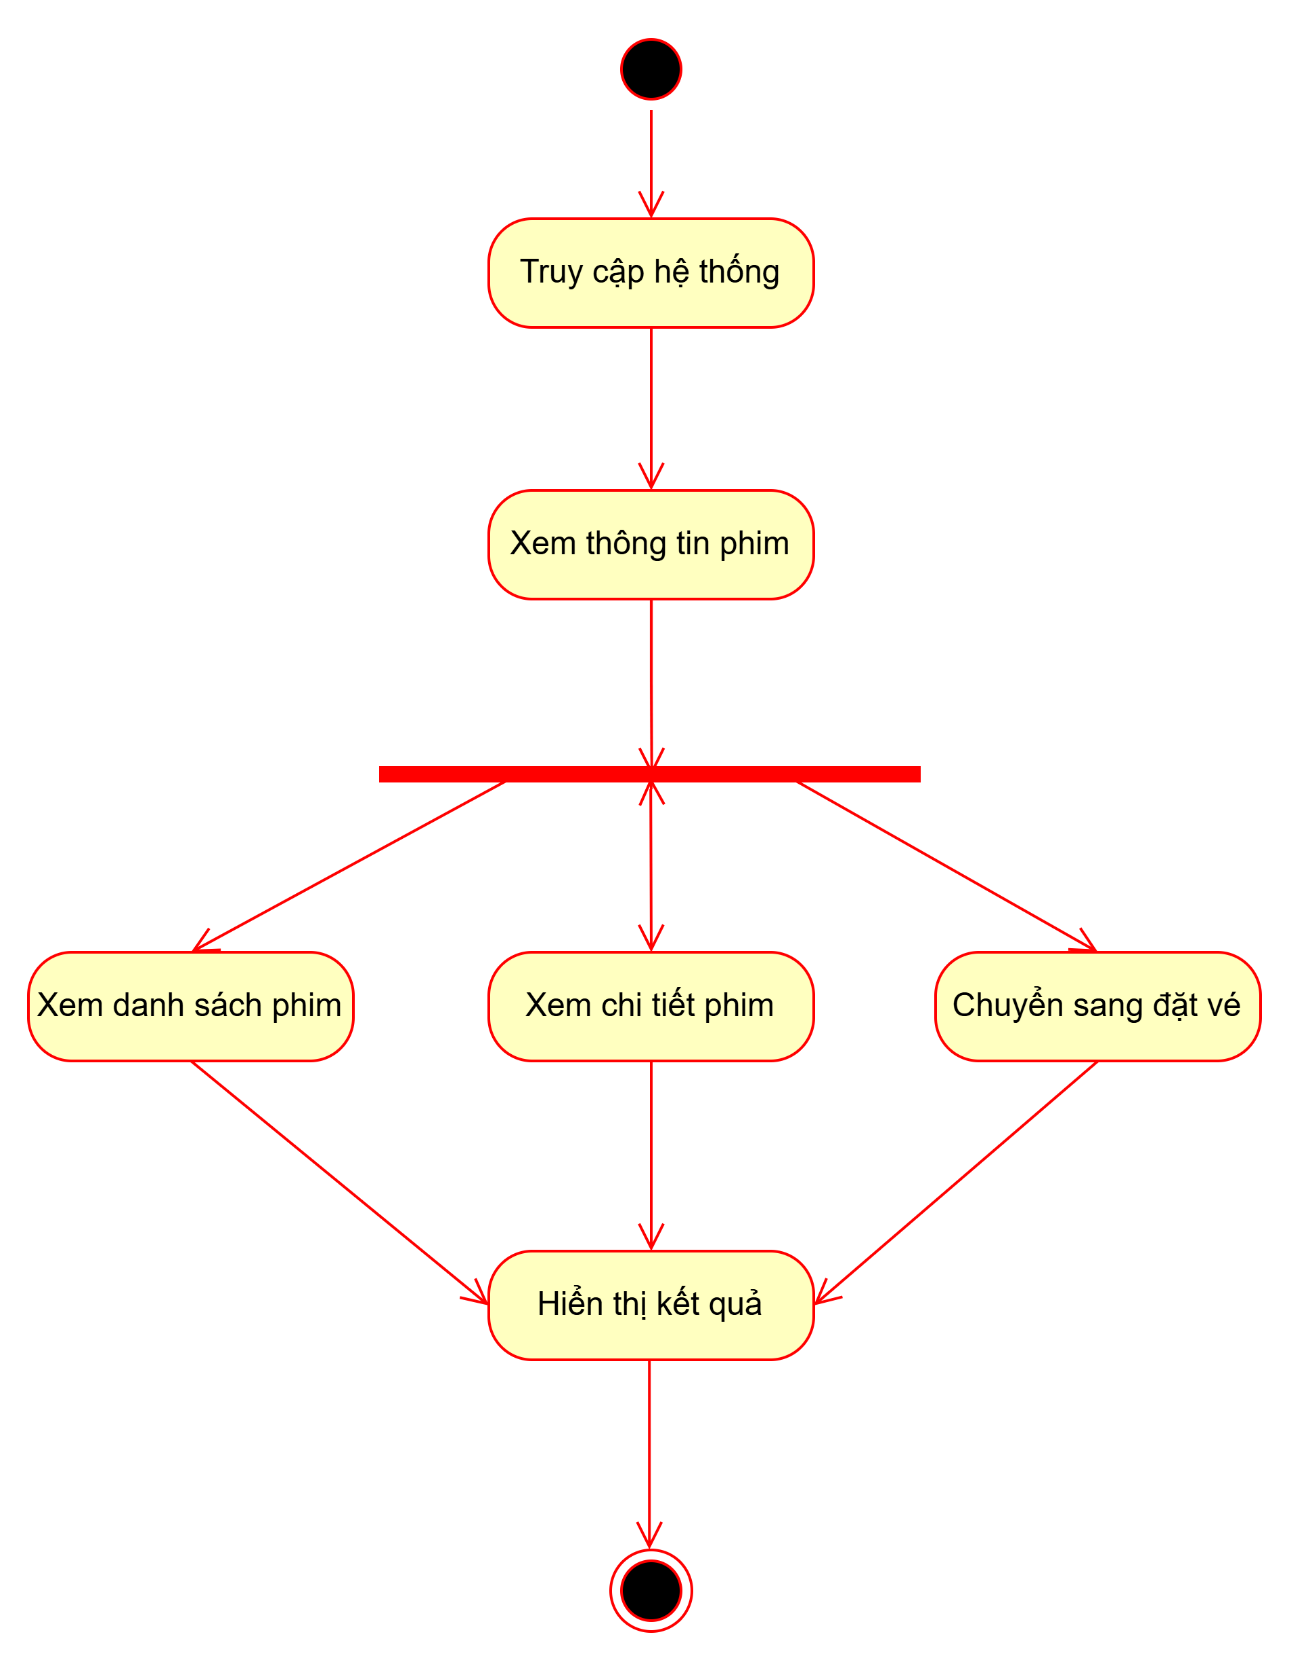 Truy cập hệ thống
Xem thông tin phim
Xem danh sách phim
Xem chi tiết phim
Chuyển sang đặt vé
Hiển thị kết quả